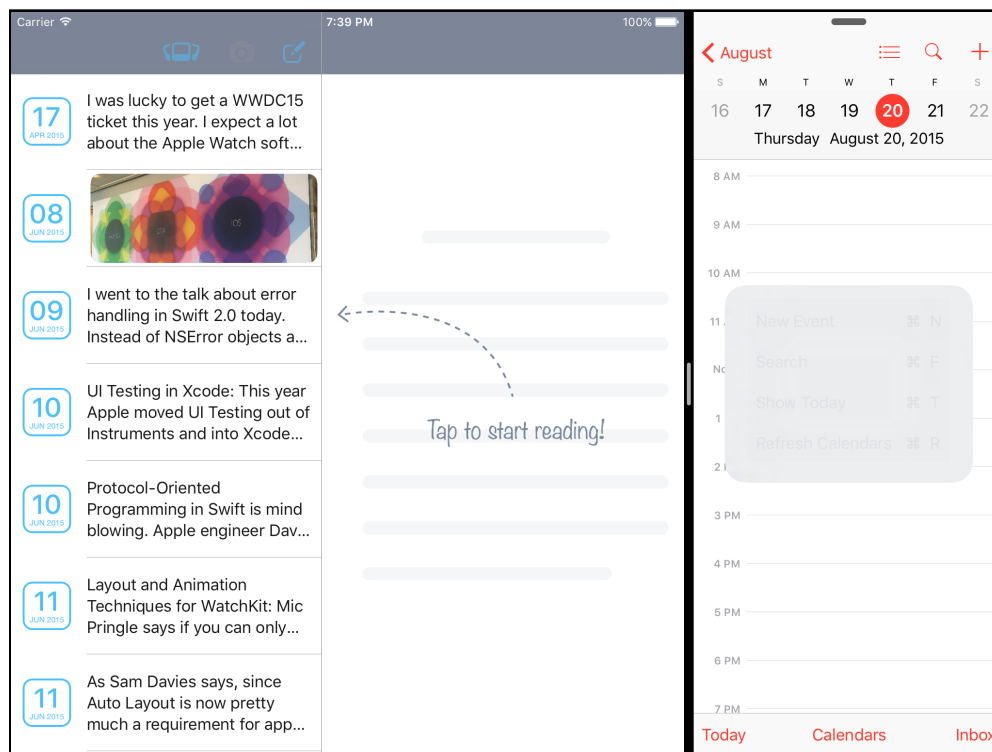 Carrier
7:39 PM
100%
17
APR 2015
I was lucky to get a WWDC15
ticket this year. I expect a lot
about the Apple Watch soft...
08
JUN 2015
iOS
09
JUN 2015
I went to the talk about error
handling in Swift 2.0 today.
Instead of NSError objects a...
10
JUN 2015
UI Testing in Xcode: This year
Apple moved UI Testing out of
Instruments and into Xcode...
10
JUN 2015
Protocol-Oriented
Programming in Swift is mind
blowing. Apple engineer Dav...
11
JUN 2015
Layout and Animation
Techniques for WatchKit: Mic
Pringle says if you can only...
11
JUN 2015
As Sam Davies says, since
Auto Layout is now pretty
much a requirement for app...
Tap to start reading!
August
S M T W T F S
16 17 18 19 20 21 22
Thursday August 20, 2015
8 AM
9 AM
10 AM
11
New Event ⌘ N
Search ⌘ F
Show Today ⌘ T
1
Refresh Calendars ⌘ R
2
3 PM
4 PM
5 PM
6 PM
7 PM
Today Calendars Inbox